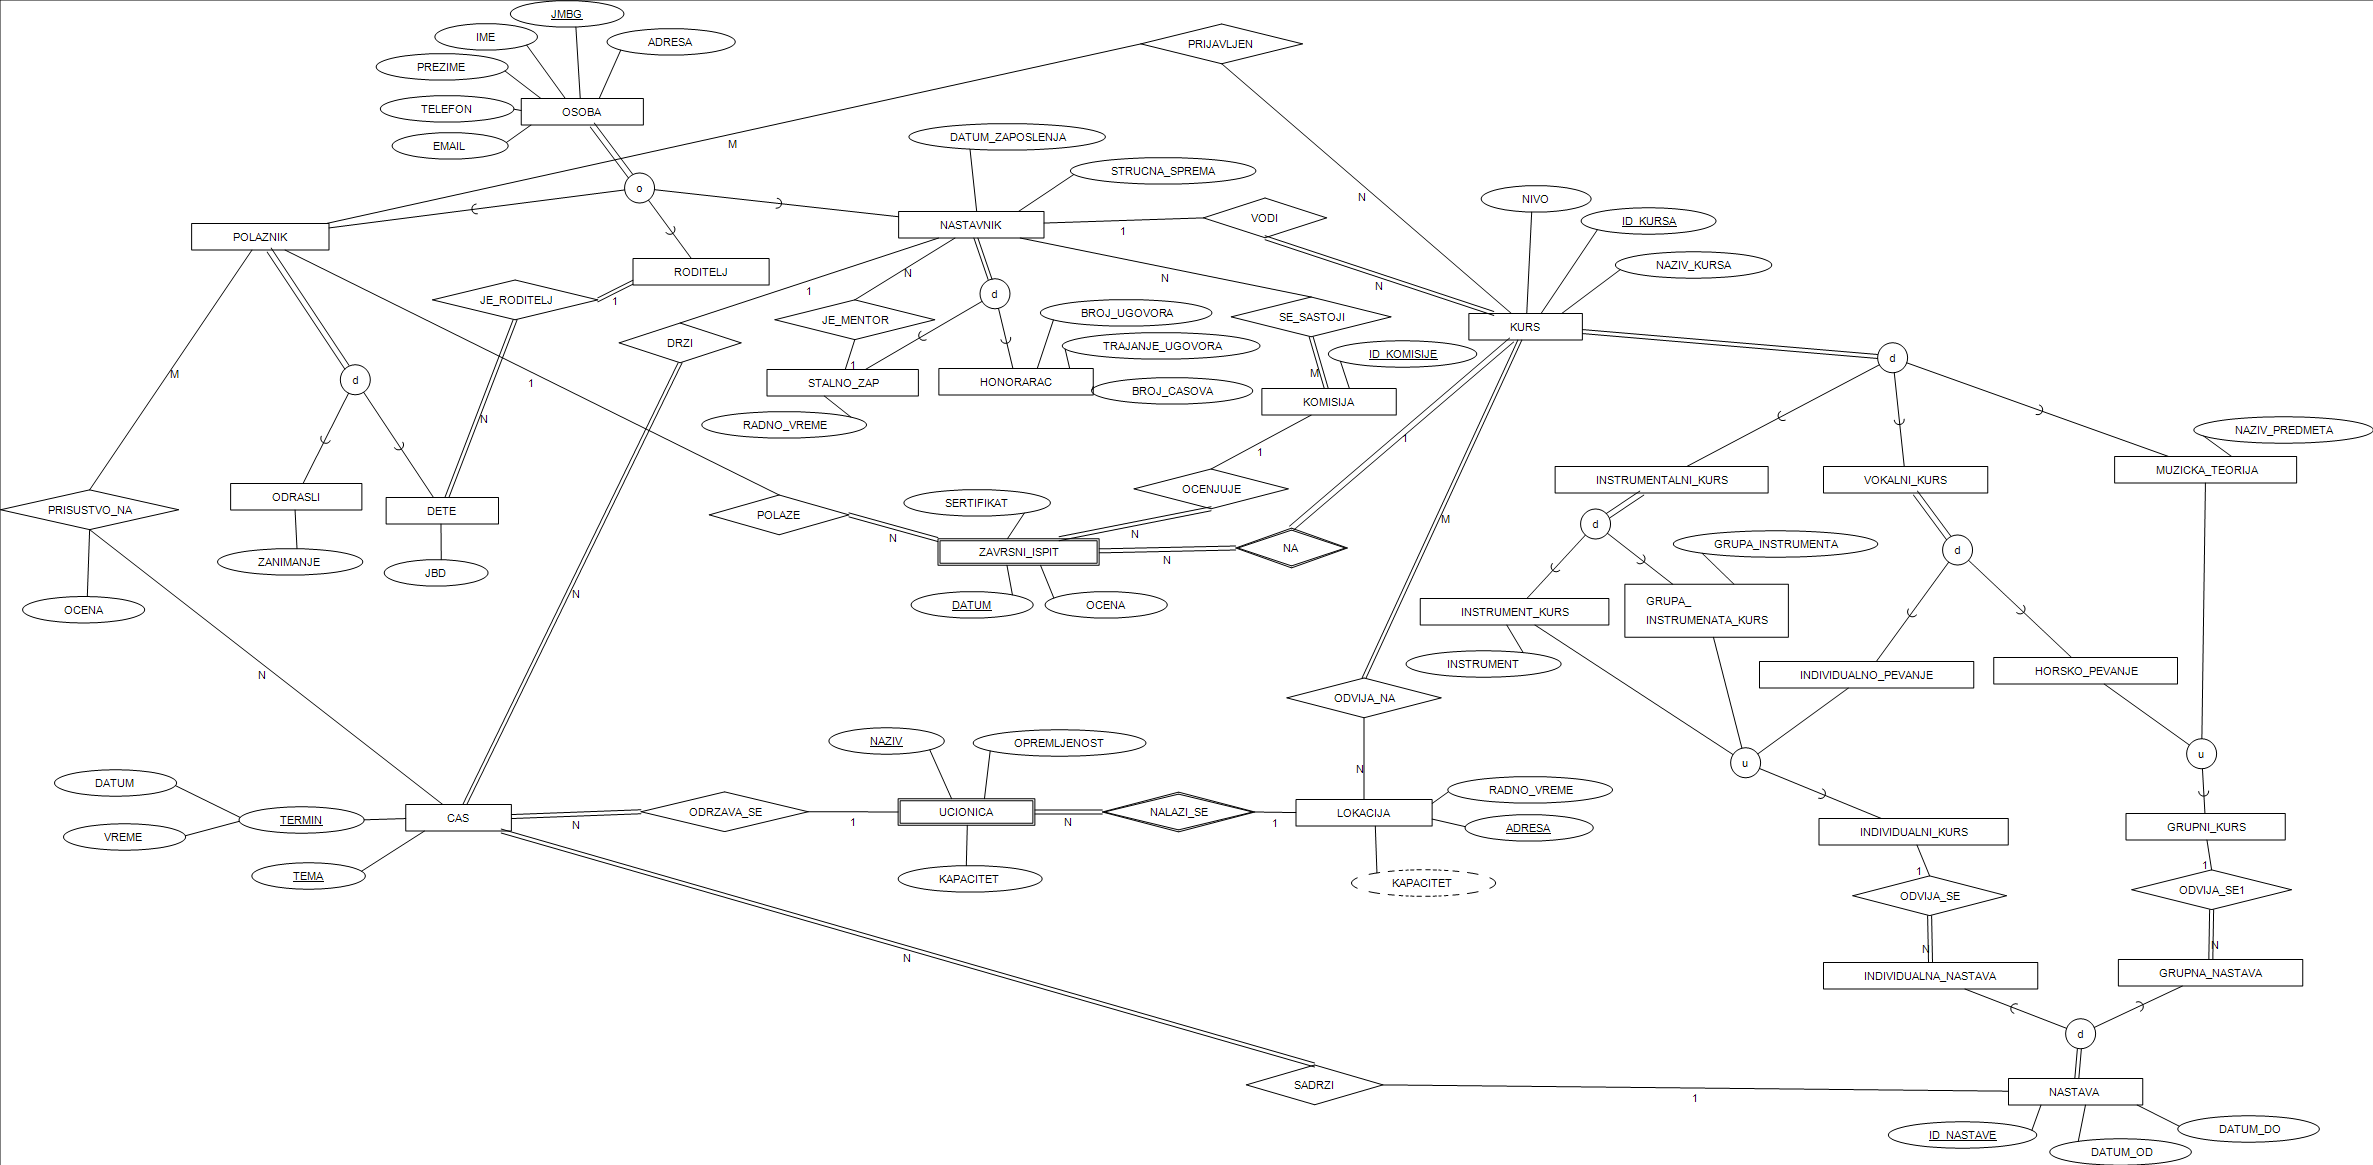 JMBG
IME
ADRESA
PRIJAVLJEN
PREZIME
TELFON
OSOBA
EMAIL
DATUM_ZAPOSLENJA
M
STRUCNA_SPREMA
o
N
NIVO
VODI
ID_KURSA
POLAZNIK
NASTAVNIK
1
NAZIV_KURSA
RODITELJ
N
N
N
JE_RODITELJ
1
1
d
BROJ_UGOVORA
SE_SASTOJI
JE_MENTOR
KURS
DRZI
TRAJANJE_UGOVORA
ID_KOMISIJE
d
M
1
M
d
1
STALNO_ZAP
HONORARAC
BROJ_CASOVA
KOMISIJA
N
RADNO_VREME
NAZIV_PREDMETA
1
1
MUZICKA_TEORIJA
INSTRUMENTALNI_KURS
VOKALNI_KURS
ODRASLI
OCENJUJE
SERTIFIKAT
PRISUSTVO_NA
DETE
POLAZE
M
d
N
N
ZAVRSNI_ISPIT
NA
GRUPA_INSTRUMENTA
d
ZANIMANJE
JBD
N
N
DATUM
OCENA
OCENA
INSTRUMENT_KURS
GRUPA_
INSTRUMENATA_KURS
INSTRUMENT
INDIVIDUALNO_PEVANJE
HORSKO_PEVANJE
N
ODVIJA_NA
NAZIV
OPREMLJENOST
u
u
N
DATUM
RADNO_VREME
TERMIN
CAS
ODRZAVA_SE
UCIONICA
NALAZI_SE
LOKACIJA
VREME
N
1
N
1
ADRESA
INDIVIDUALNI_KURS
GRUPNI_KURS
TEMA
KAPACITET
KAPACITET
1
1
ODVIJA_SE
ODVIJA_SE1
N
N
N
INDIVIDUALNA_NASTAVA
GRUPNA_NASTAVA
d
SADRZI
1
NASTAVA
ID_NASTAVE
DATUM_DO
DATUM_OD